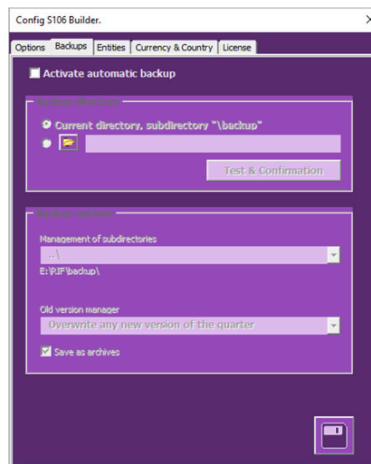 Config S106 Builder.
Options Backups Entities Currency & Country License
Activate automatic backup
Current directory, subdirectory "\backup"
Test & Confirmation
Management of subdirectories
..\
E:\RIF\backup\
Old version manager
Overwrite any new version of the quarter
Save as archives